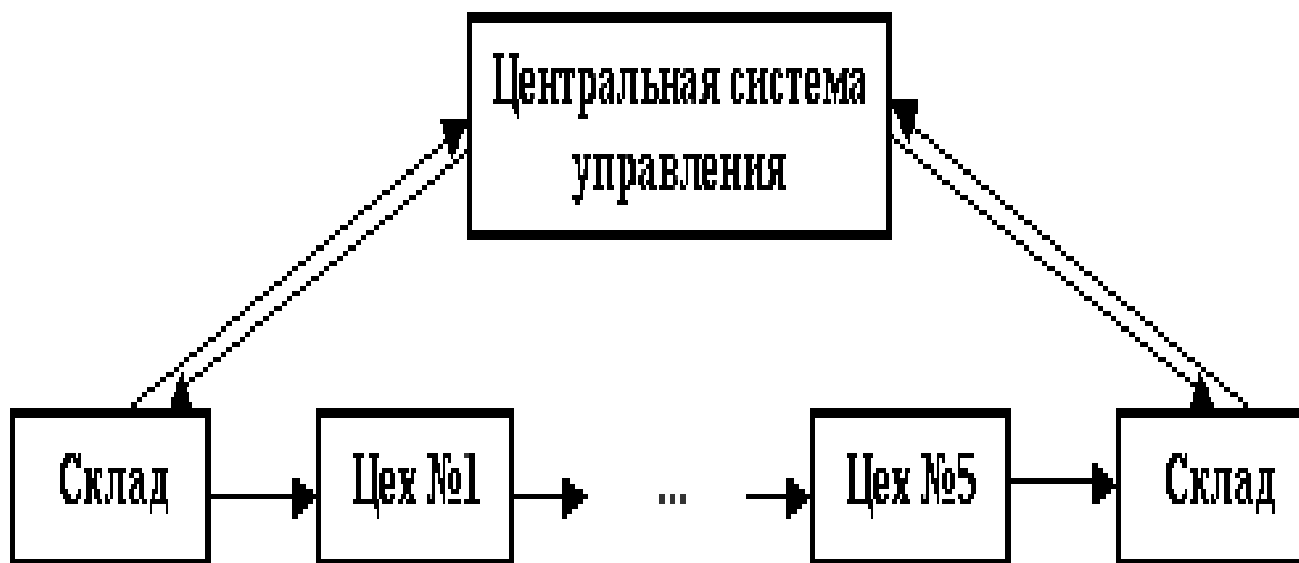 Центральная система
управления
Склад
Цех №1
...
Цех №5
Склад